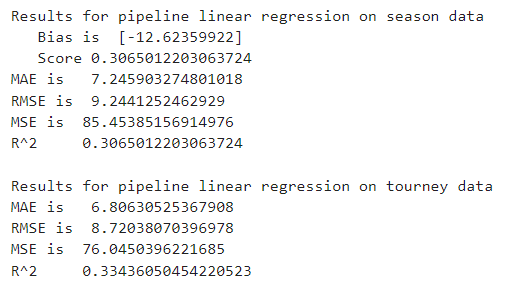 Results for pipeline linear regression on season data
Bias is [-12.62359922]
Score 0.3065012203063724
MAE is 7.245903274801018
RMSE is 9.2441252462929
MSE is 85.45385156914976
R^2 0.3065012203063724
Results for pipeline linear regression on tourney data
MAE is 6.80630525367908
RMSE is 8.72038070396978
MSE is 76.0450396221685
R^2 0.33436050454220523